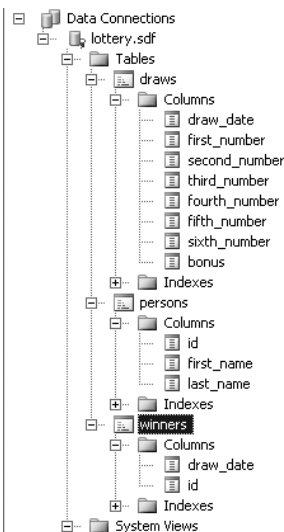 Data Connections
lottery.sdf
Tables
draws
Columns
draw_date
first_number
second_number
third_number
fourth_number
fifth_number
sixth_number
bonus
Indexes
persons
Columns
id
first_name
last_name
Indexes
winners
Columns
draw_date
id
Indexes
System Views